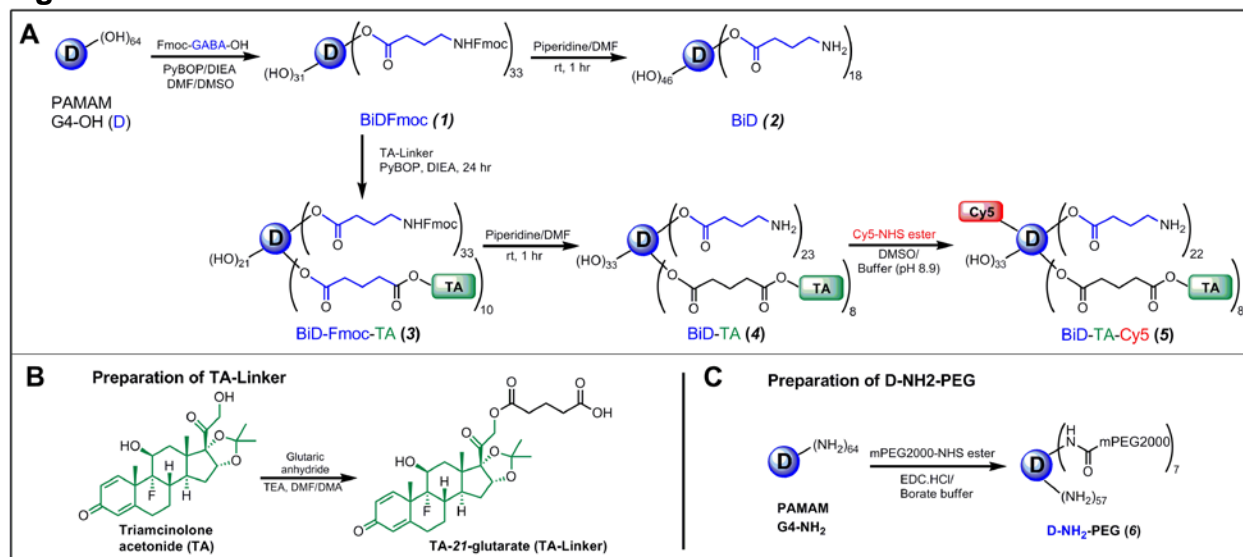 A
D
(OH)64
PAMAM
G4-OH (D)
Fmoc-GABA-OH
PyBOP/DIEA
DMF/DMSO
D
O
O
NHFmoc
33
(HO)31
BiDFmoc (1)
Piperidine/DMF
rt, 1 hr
D
O
O
NH2
18
(HO)46
BiD (2)
TA-Linker
PyBOP, DIEA, 24 hr
D
O
O
NHFmoc
33
(HO)21
O
O
O
O
TA
10
BiD-Fmoc-TA (3)
Piperidine/DMF
rt, 1 hr
D
O
O
NH2
23
(HO)33
O
O
O
O
TA
8
BiD-TA (4)
Cy5-NHS ester
DMSO/
Buffer (pH 8.9)
Cy5
D
O
O
NH2
22
(HO)33
O
O
O
O
TA
8
BiD-TA-Cy5 (5)
B
Preparation of TA-Linker
OH
O
HO
O
O
H
F
H
O
Triamcinolone
acetonide (TA)
Glutaric
anhydride
TEA, DMF/DMA
O
O
O
OH
O
HO
O
O
H
F
H
O
TA-21-glutarate (TA-Linker)
C
Preparation of D-NH2-PEG
D
(NH2)64
PAMAM
G4-NH2
mPEG2000-NHS ester
EDC.HCl/
Borate buffer
D
H
N
O
mPEG2000
7
(NH2)57
D-NH2-PEG (6)